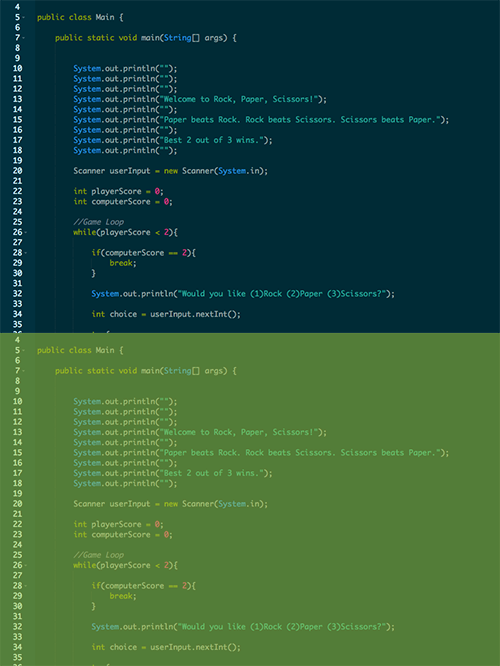 4
5 public class Main {
6
7 public static void main(String[] args) {
8
9
10 System.out.println("");
11 System.out.println("");
12 System.out.println("");
13 System.out.println("Welcome to Rock, Paper, Scissors!");
14 System.out.println("");
15 System.out.println("Paper beats Rock. Rock beats Scissors. Scissors beats Paper.");
16 System.out.println("");
17 System.out.println("Best 2 out of 3 wins.");
18 System.out.println("");
19
20 Scanner userInput = new Scanner(System.in);
21
22 int playerScore = 0;
23 int computerScore = 0;
24
25 //Game Loop
26 while(playerScore < 2){
27
28 if(computerScore == 2){
29 break;
30 }
31
32 System.out.println("Would you like (1)Rock (2)Paper (3)Scissors?");
33
34 int choice = userInput.nextInt();
35
4
5 public class Main {
6
7 public static void main(String[] args) {
8
9
10 System.out.println("");
11 System.out.println("");
12 System.out.println("");
13 System.out.println("Welcome to Rock, Paper, Scissors!");
14 System.out.println("");
15 System.out.println("Paper beats Rock. Rock beats Scissors. Scissors beats Paper.");
16 System.out.println("");
17 System.out.println("Best 2 out of 3 wins.");
18 System.out.println("");
19
20 Scanner userInput = new Scanner(System.in);
21
22 int playerScore = 0;
23 int computerScore = 0;
24
25 //Game Loop
26 while(playerScore < 2){
27
28 if(computerScore == 2){
29 break;
30 }
31
32 System.out.println("Would you like (1)Rock (2)Paper (3)Scissors?");
33
34 int choice = userInput.nextInt();
35